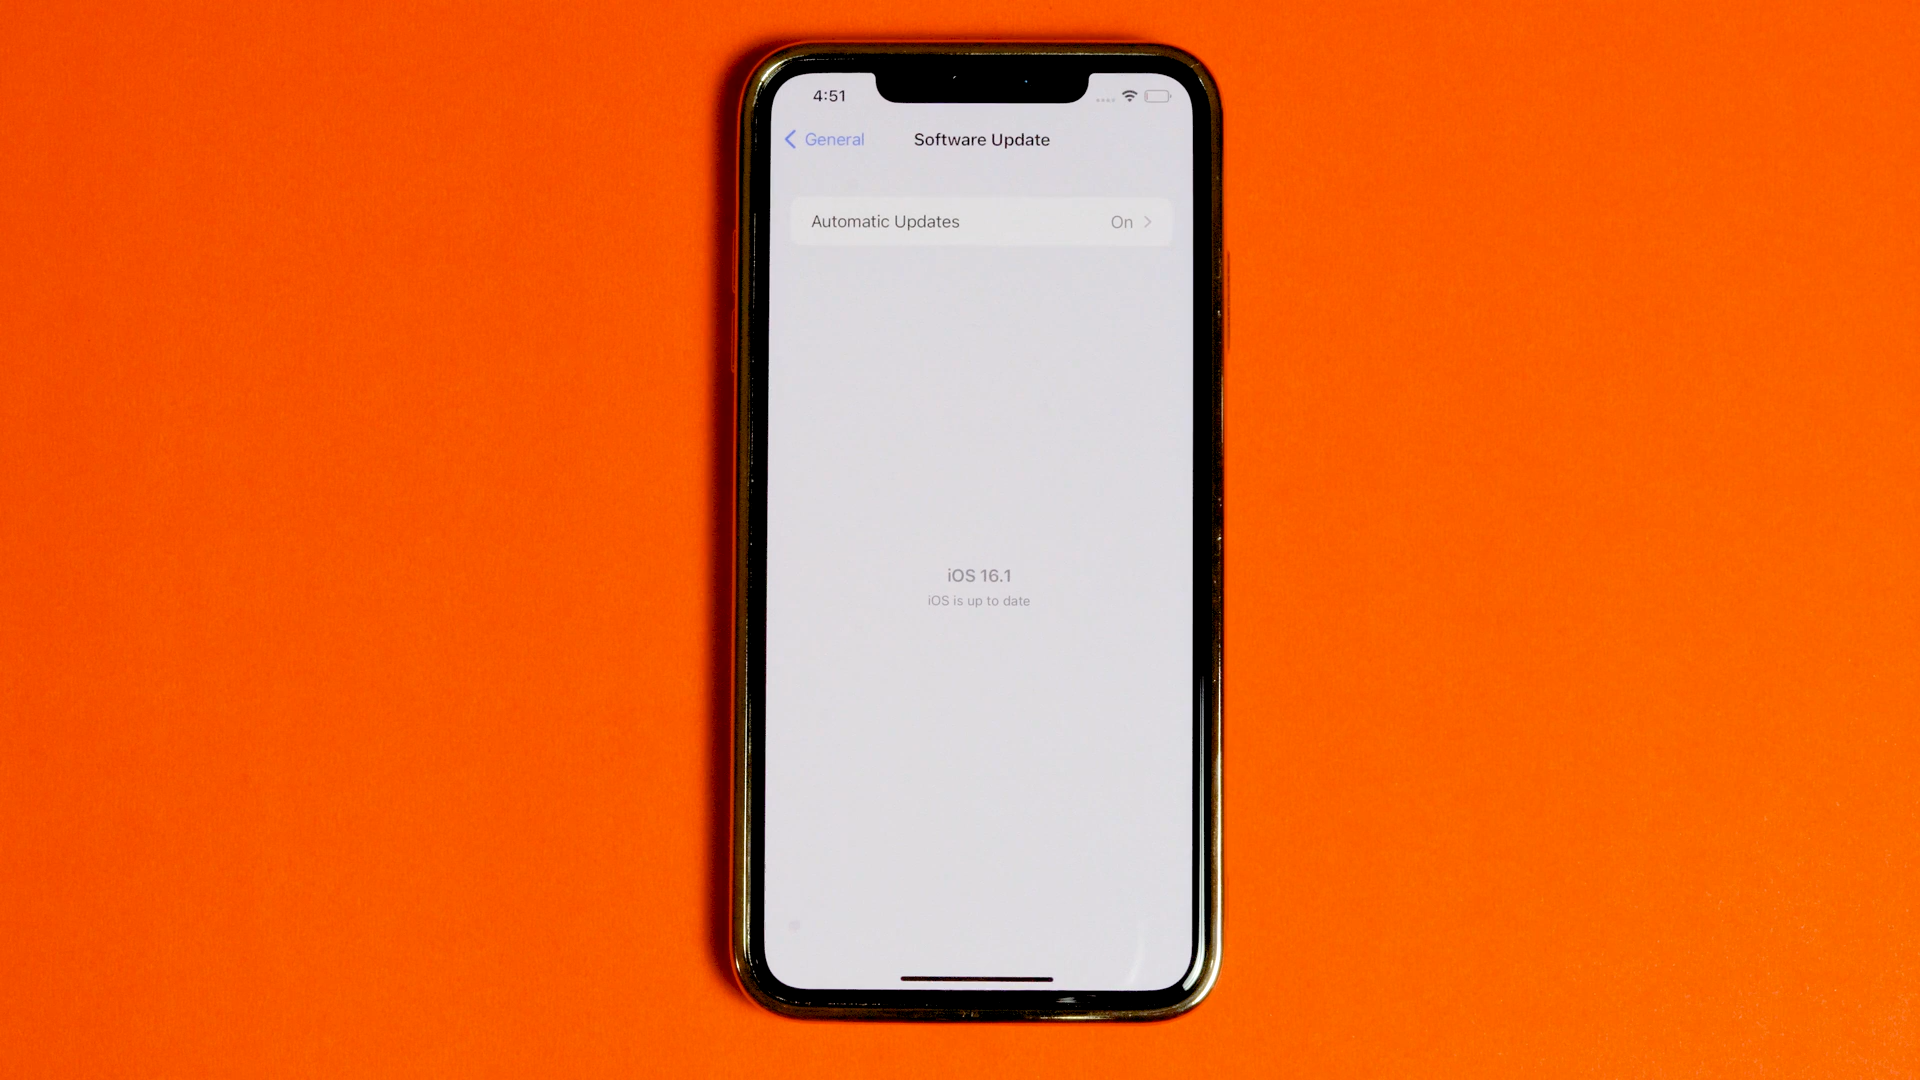 4:51
General
Software Update
Automatic Updates On
iOS 16.1
iOS is up to date